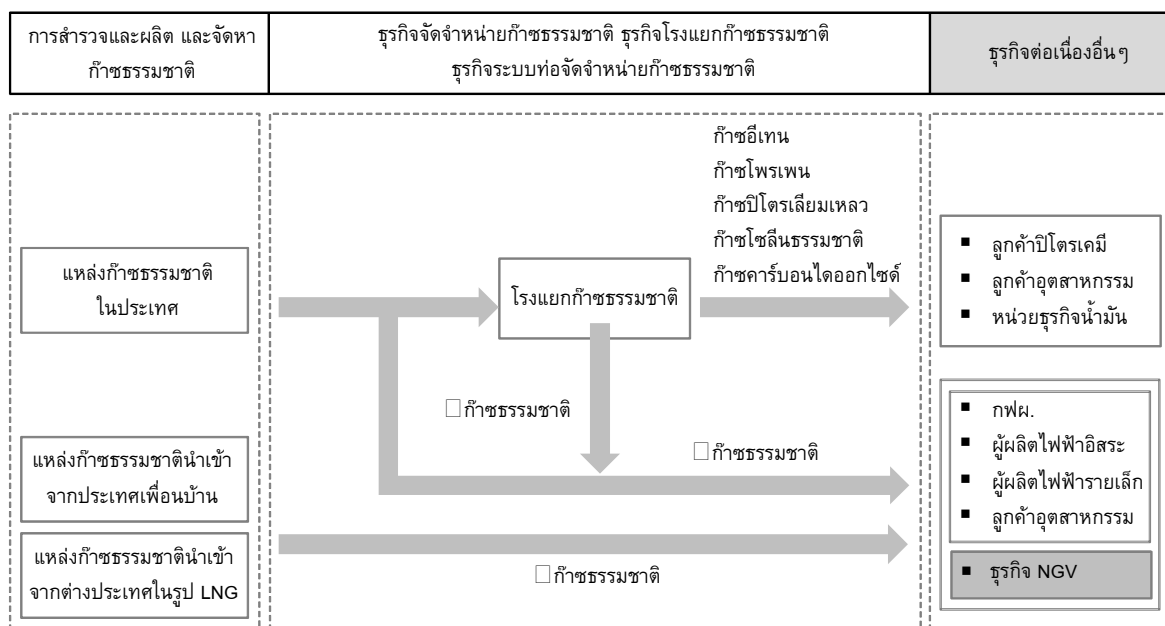 การสำรวจและผลิต และจัดหา
ก๊าซธรรมชาติ
ธุรกิจจัดจำหน่ายก๊าซธรรมชาติ ธุรกิจโรงแยกก๊าซธรรมชาติ
ธุรกิจระบบท่อจัดจำหน่ายก๊าซธรรมชาติ
ธุรกิจต่อเนื่องอื่นๆ
ก๊าซอีเทน
ก๊าซโพรเพน
ก๊าซปิโตรเลียมเหลว
ก๊าซโซลีนธรรมชาติ
ก๊าซคาร์บอนไดออกไซด์
แหล่งก๊าซธรรมชาติ
ในประเทศ
โรงแยกก๊าซธรรมชาติ
▪ ลูกค้าปิโตรเคมี
▪ ลูกค้าอุตสาหกรรม
▪ หน่วยธุรกิจน้ำมัน
□ ก๊าซธรรมชาติ
□ ก๊าซธรรมชาติ
แหล่งก๊าซธรรมชาตินำเข้า
จากประเทศเพื่อนบ้าน
▪ กฟผ.
▪ ผู้ผลิตไฟฟ้าอิสระ
▪ ผู้ผลิตไฟฟ้ารายเล็ก
▪ ลูกค้าอุตสาหกรรม
แหล่งก๊าซธรรมชาตินำเข้า
จากต่างประเทศในรูป LNG
□ ก๊าซธรรมชาติ
▪ ธุรกิจ NGV